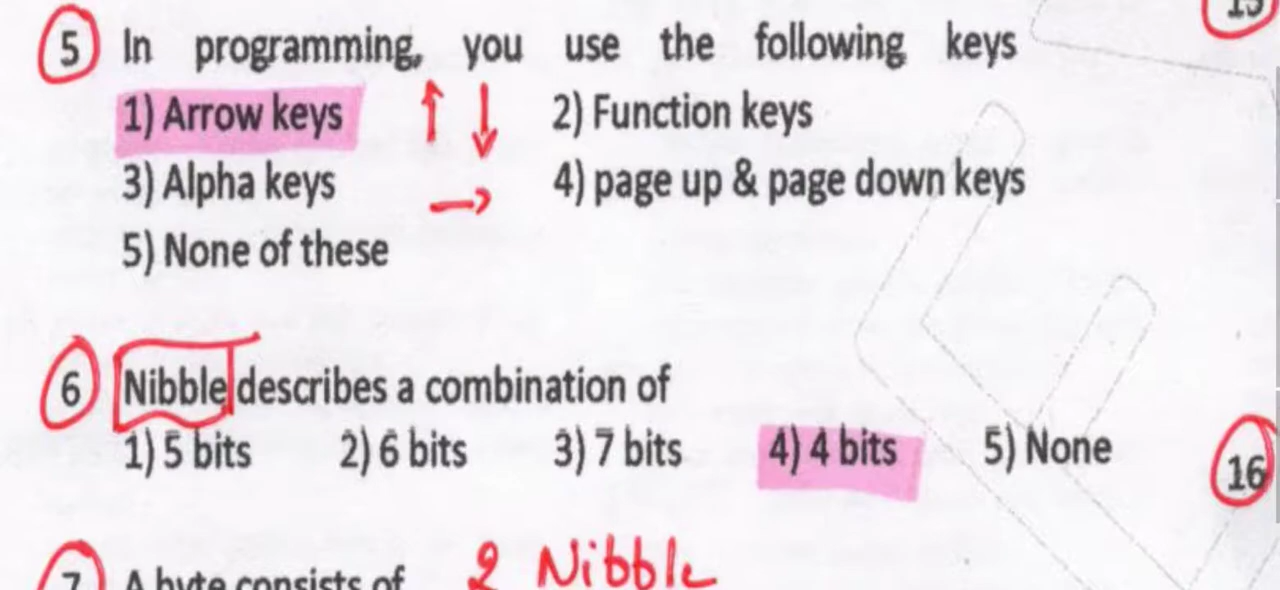 15
5 In programming, you use the following keys
1) Arrow keys ↑ ↓ 2) Function keys
3) Alpha keys → 4) page up & page down keys
5) None of these
6 Nibble describes a combination of
1) 5 bits 2) 6 bits 3) 7 bits 4) 4 bits 5) None
16
7 A byte consists of 2 Nibble